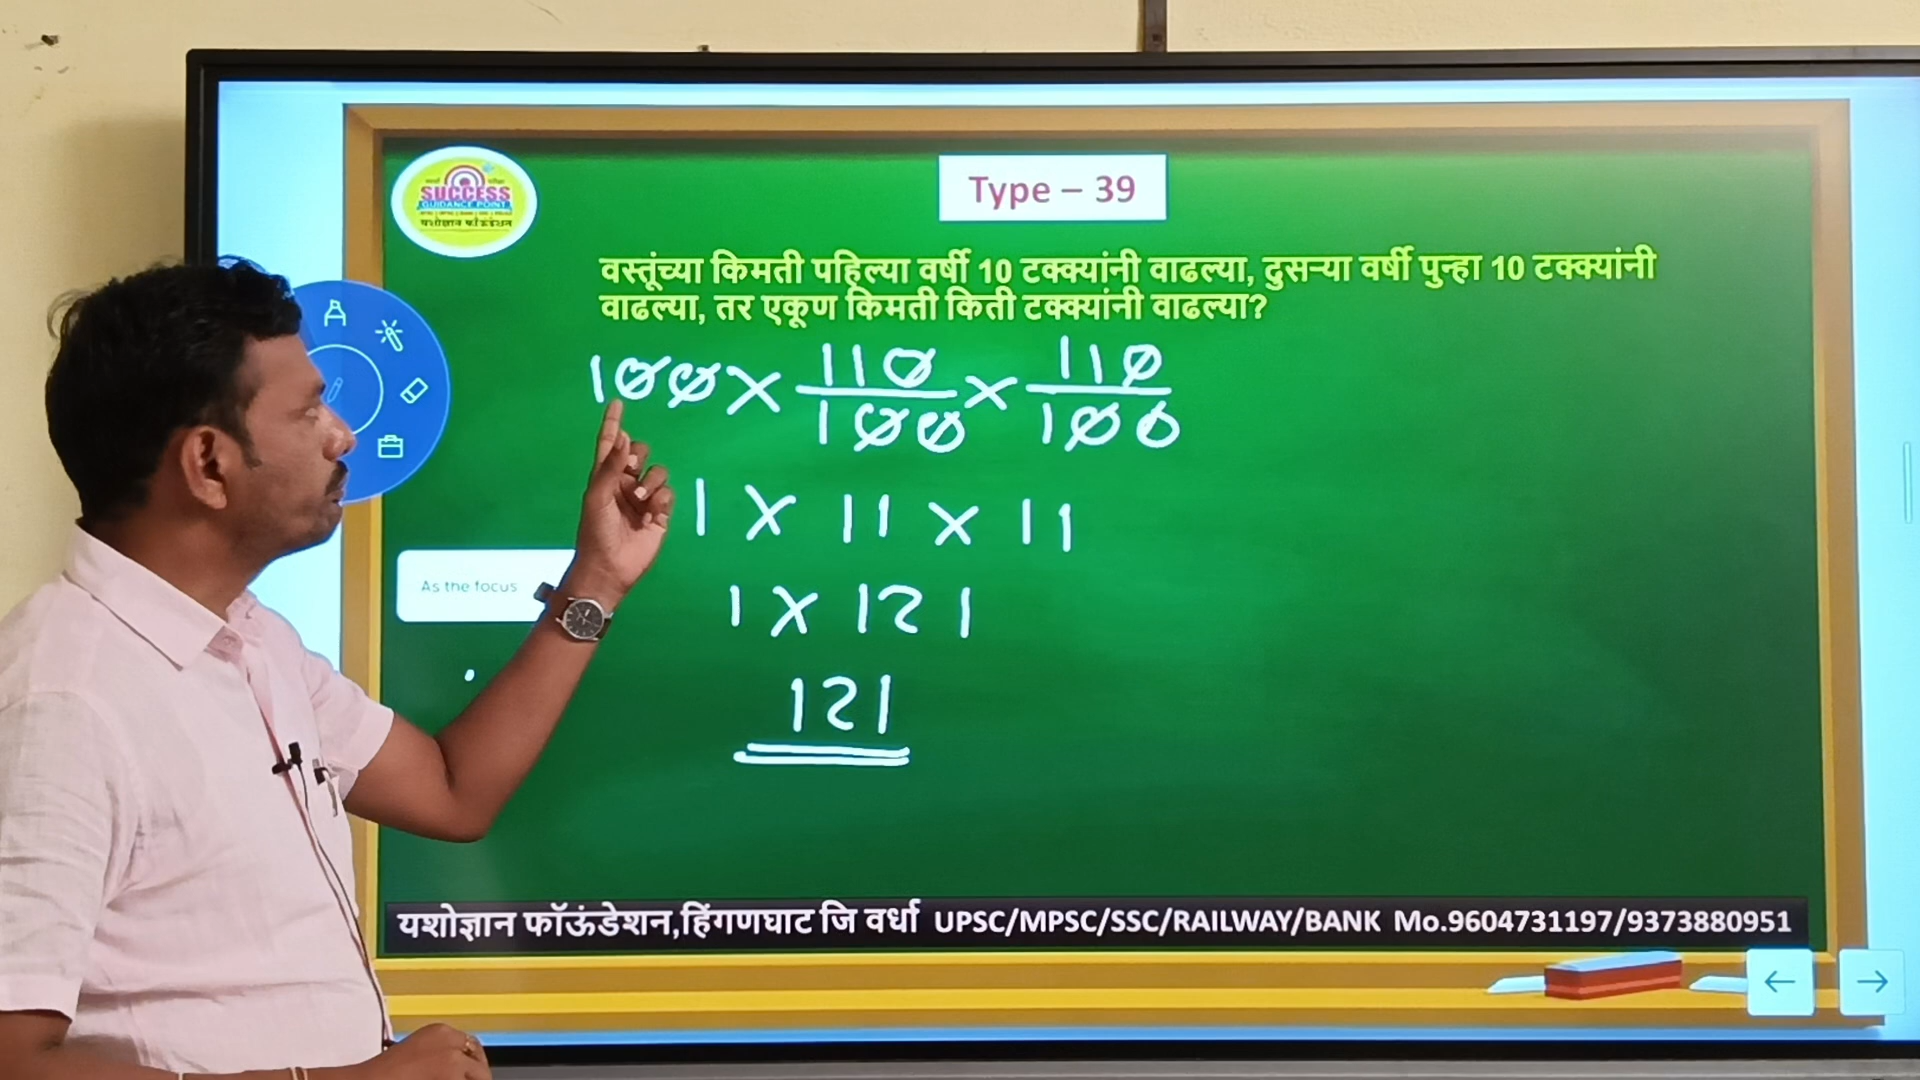 SUCCESS
GUIDANCE POINT
यशोज्ञान फाऊंडेशन
Type – 39
वस्तूंच्या किमती पहिल्या वर्षी 10 टक्क्यांनी वाढल्या, दुसऱ्या वर्षी पुन्हा 10 टक्क्यांनी
वाढल्या, तर एकूण किमती किती टक्क्यांनी वाढल्या?
100 × 110/100 × 110/100
1 × 11 × 11
1 × 121
121
As the focus
यशोज्ञान फॉऊंडेशन,हिंगणघाट जि वर्धा UPSC/MPSC/SSC/RAILWAY/BANK Mo.9604731197/9373880951